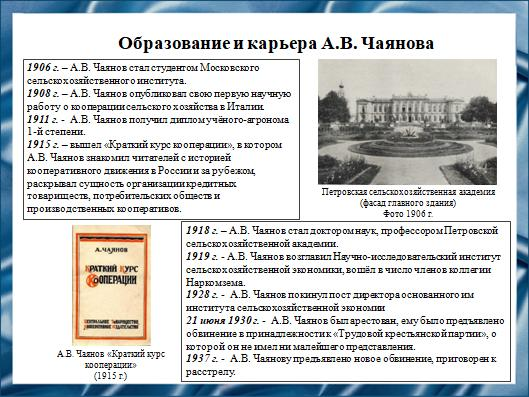 Образование и карьера А.В. Чаянова
1906 г. – А.В. Чаянов стал студентом Московского
сельскохозяйственного института.
1908 г. – А.В. Чаянов опубликовал свою первую научную
работу о кооперации сельского хозяйства в Италии.
1911 г. - А.В. Чаянов получил диплом учёного-агронома
1-й степени.
1915 г. – вышел «Краткий курс кооперации», в котором
А.В. Чаянов знакомил читателей с историей
кооперативного движения в России и за рубежом,
раскрывал сущность организации кредитных
товариществ, потребительских обществ и
производственных кооперативов.
Петровская сельскохозяйственная академия
(фасад главного здания)
Фото 1906 г.
А.ЧАЯНОВ
КРАТКИЙ КУРС
КООПЕРАЦИИ
А.В. Чаянов «Краткий курс
кооперации»
(1915 г.)
1918 г. – А.В. Чаянов стал доктором наук, профессором Петровской
сельскохозяйственной академии.
1919 г. - А.В. Чаянов возглавил Научно-исследовательский институт
сельскохозяйственной экономики, вошёл в число членов коллегии
Наркомзема.
1928 г. - А.В. Чаянов покинул пост директора основанного им
института сельскохозяйственной экономии
21 июня 1930 г. - А.В. Чаянов был арестован, ему было предъявлено
обвинение в принадлежности к «Трудовой крестьянской партии», о
которой он не имел ни малейшего представления.
1937 г. - А.В. Чаянову предъявлено новое обвинение, приговорен к
расстрелу.